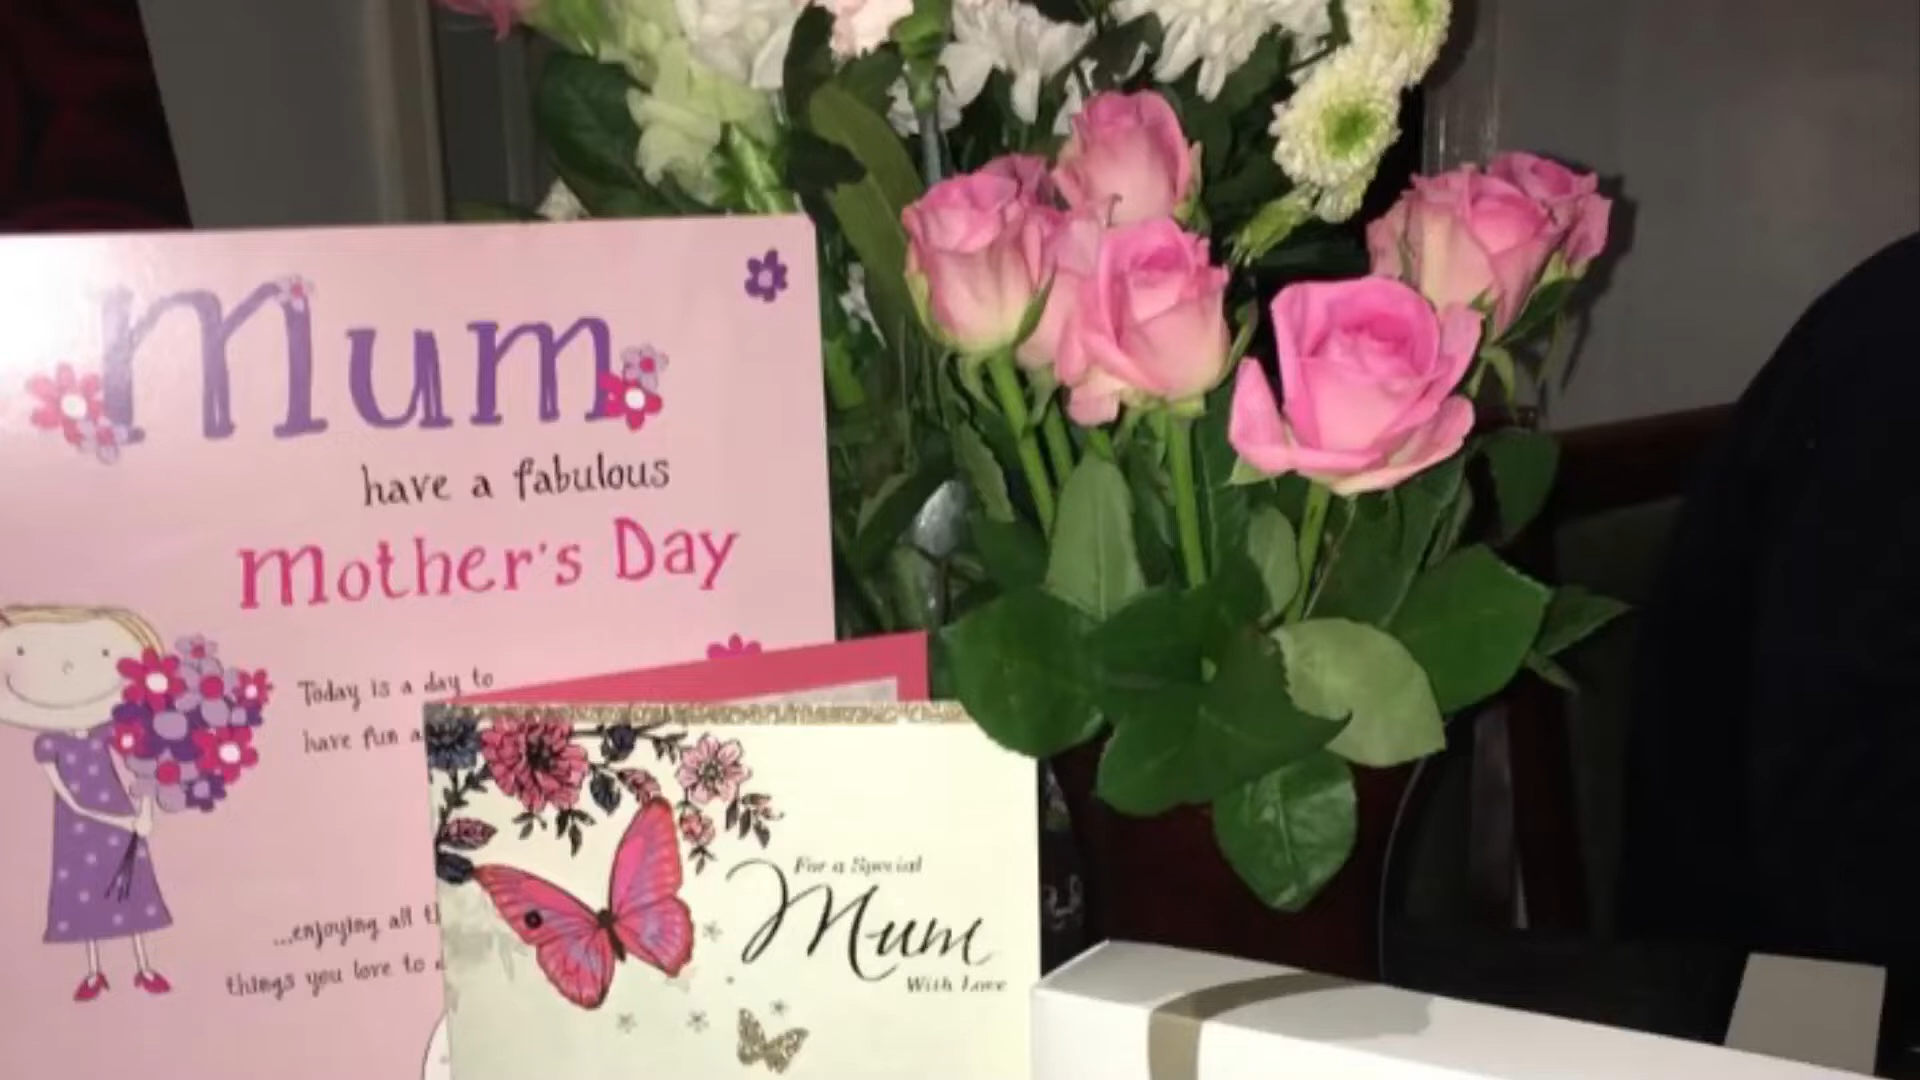 Mum
have a fabulous
Mother's Day
Today is a day to
have fun
...enjoying all
things you love to
For a Special
Mum
With Love